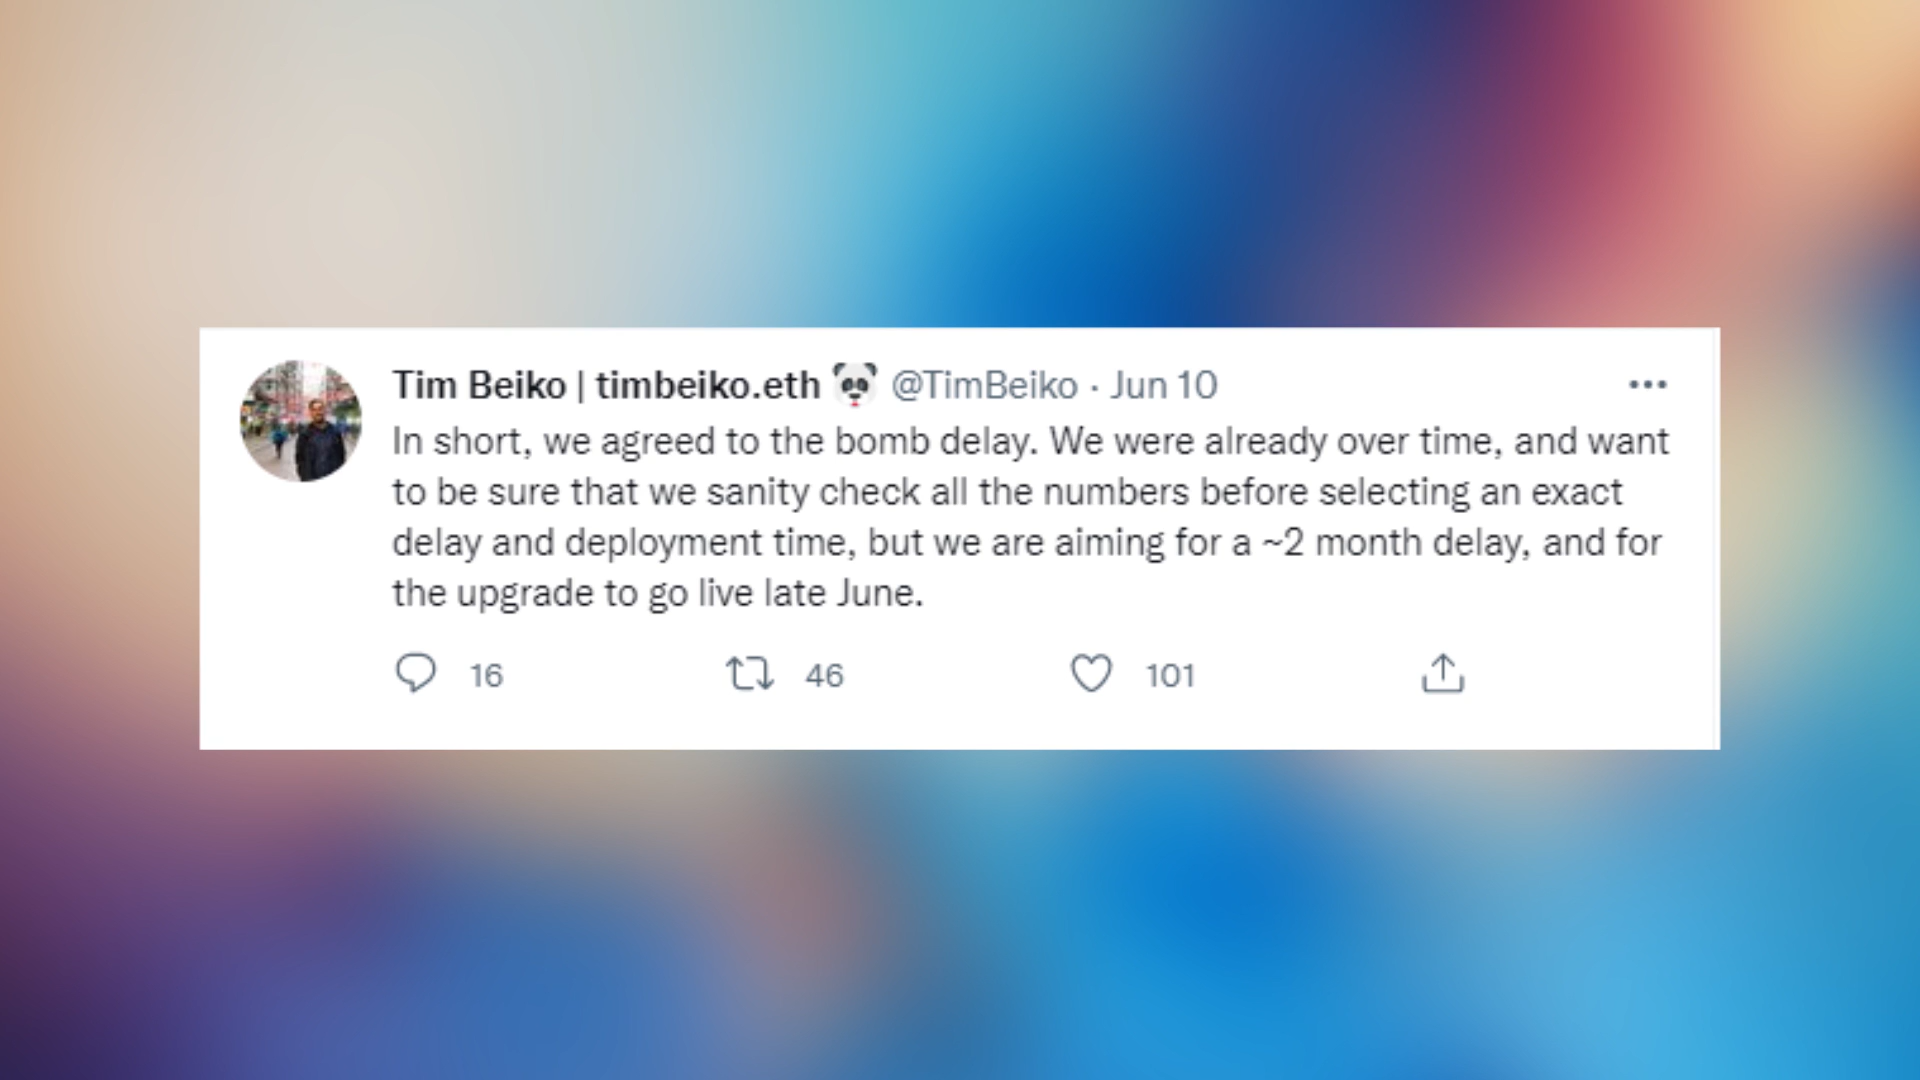 Tim Beiko | timbeiko.eth 🐼 @TimBeiko · Jun 10
In short, we agreed to the bomb delay. We were already over time, and want
to be sure that we sanity check all the numbers before selecting an exact
delay and deployment time, but we are aiming for a ~2 month delay, and for
the upgrade to go live late June.
16 46 101